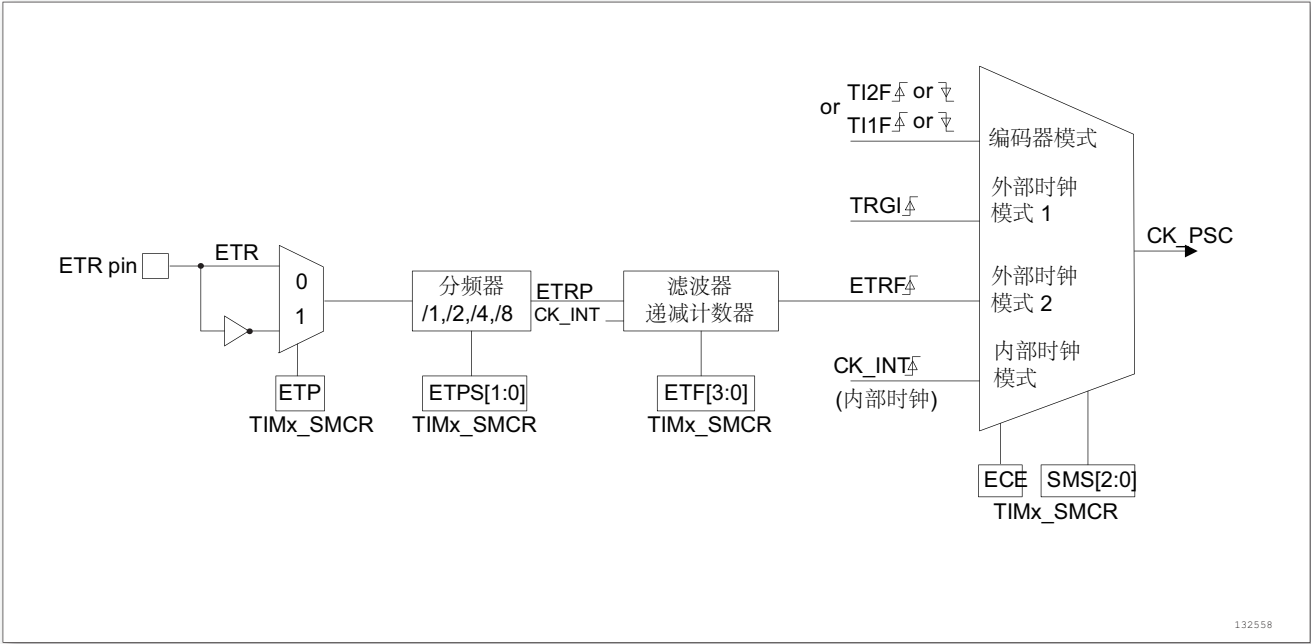 TI2F or
or
TI1F or
编码器模式
TRGI
外部时钟
模式 1
ETR pin
ETR
0
1
分频器
/1,/2,/4,/8
ETRP
CK_INT
滤波器
递减计数器
ETRF
外部时钟
模式 2
CK_PSC
CK_INT
(内部时钟)
内部时钟
模式
ETP
TIMx_SMCR
ETPS[1:0]
TIMx_SMCR
ETF[3:0]
TIMx_SMCR
ECE
SMS[2:0]
TIMx_SMCR
132558